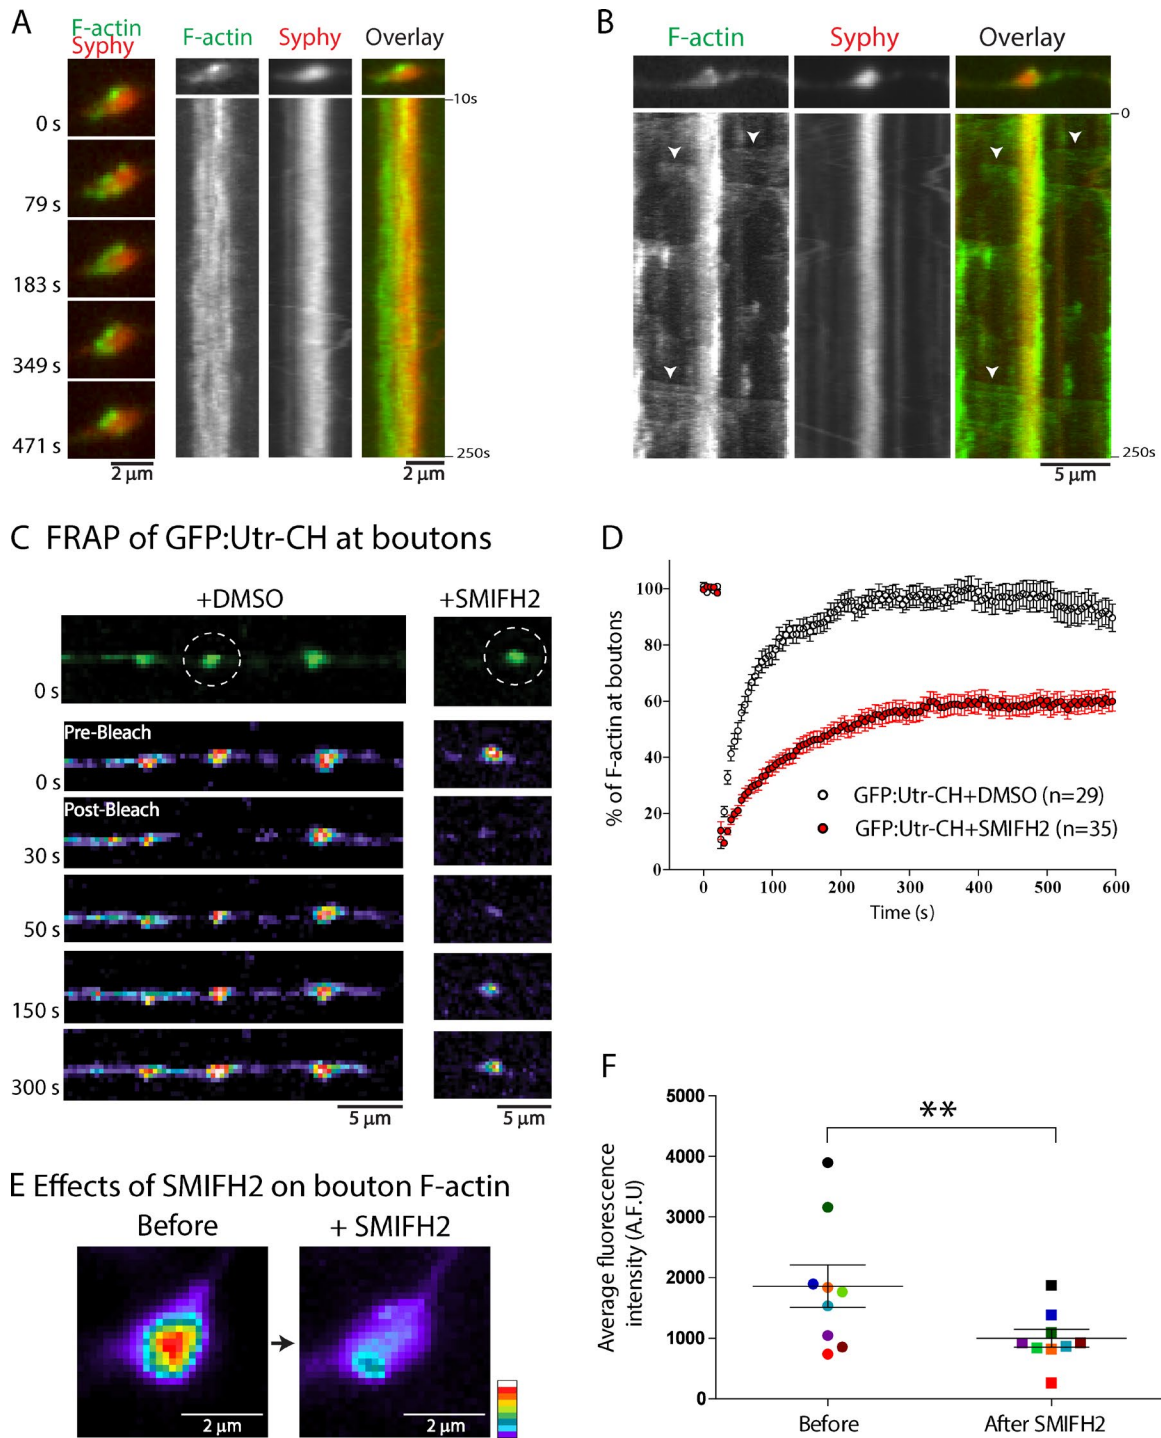 A
F-actin
Syphy
F-actin
Syphy
Overlay
0 s
79 s
183 s
349 s
471 s
10s
250s
2 μm
2 μm
B
F-actin
Syphy
Overlay
0
250s
5 μm
C FRAP of GFP:Utr-CH at boutons
+DMSO
+SMIFH2
0 s
Pre-Bleach
0 s
Post-Bleach
30 s
50 s
150 s
300 s
5 μm
5 μm
D
% of F-actin at boutons
100
80
60
40
20
0
GFP:Utr-CH+DMSO (n=29)
GFP:Utr-CH+SMIFH2 (n=35)
0 100 200 300 400 500 600
Time (s)
E Effects of SMIFH2 on bouton F-actin
Before
+ SMIFH2
2 μm
2 μm
F
Average fluorescence
intensity (A.F.U)
5000
4000
3000
2000
1000
0
**
Before
After SMIFH2